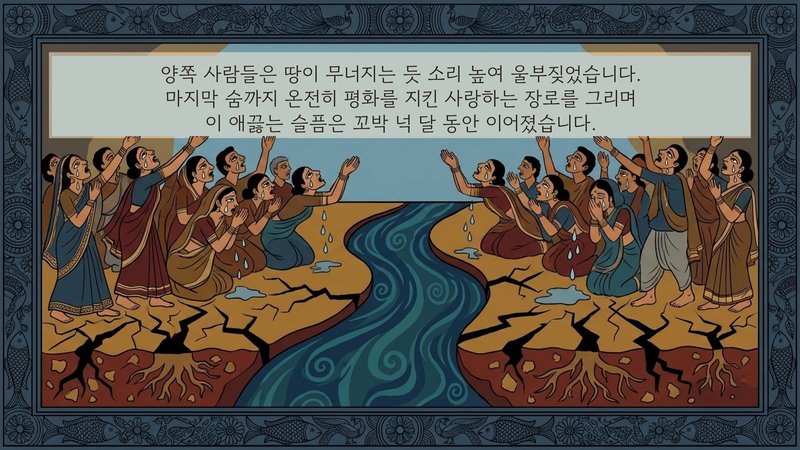 양쪽 사람들은 땅이 무너지는 듯 소리 높여 울부짖었습니다.
마지막 숨까지 온전히 평화를 지킨 사랑하는 장로를 그리며
이 애끓는 슬픔은 꼬박 넉 달 동안 이어졌습니다.